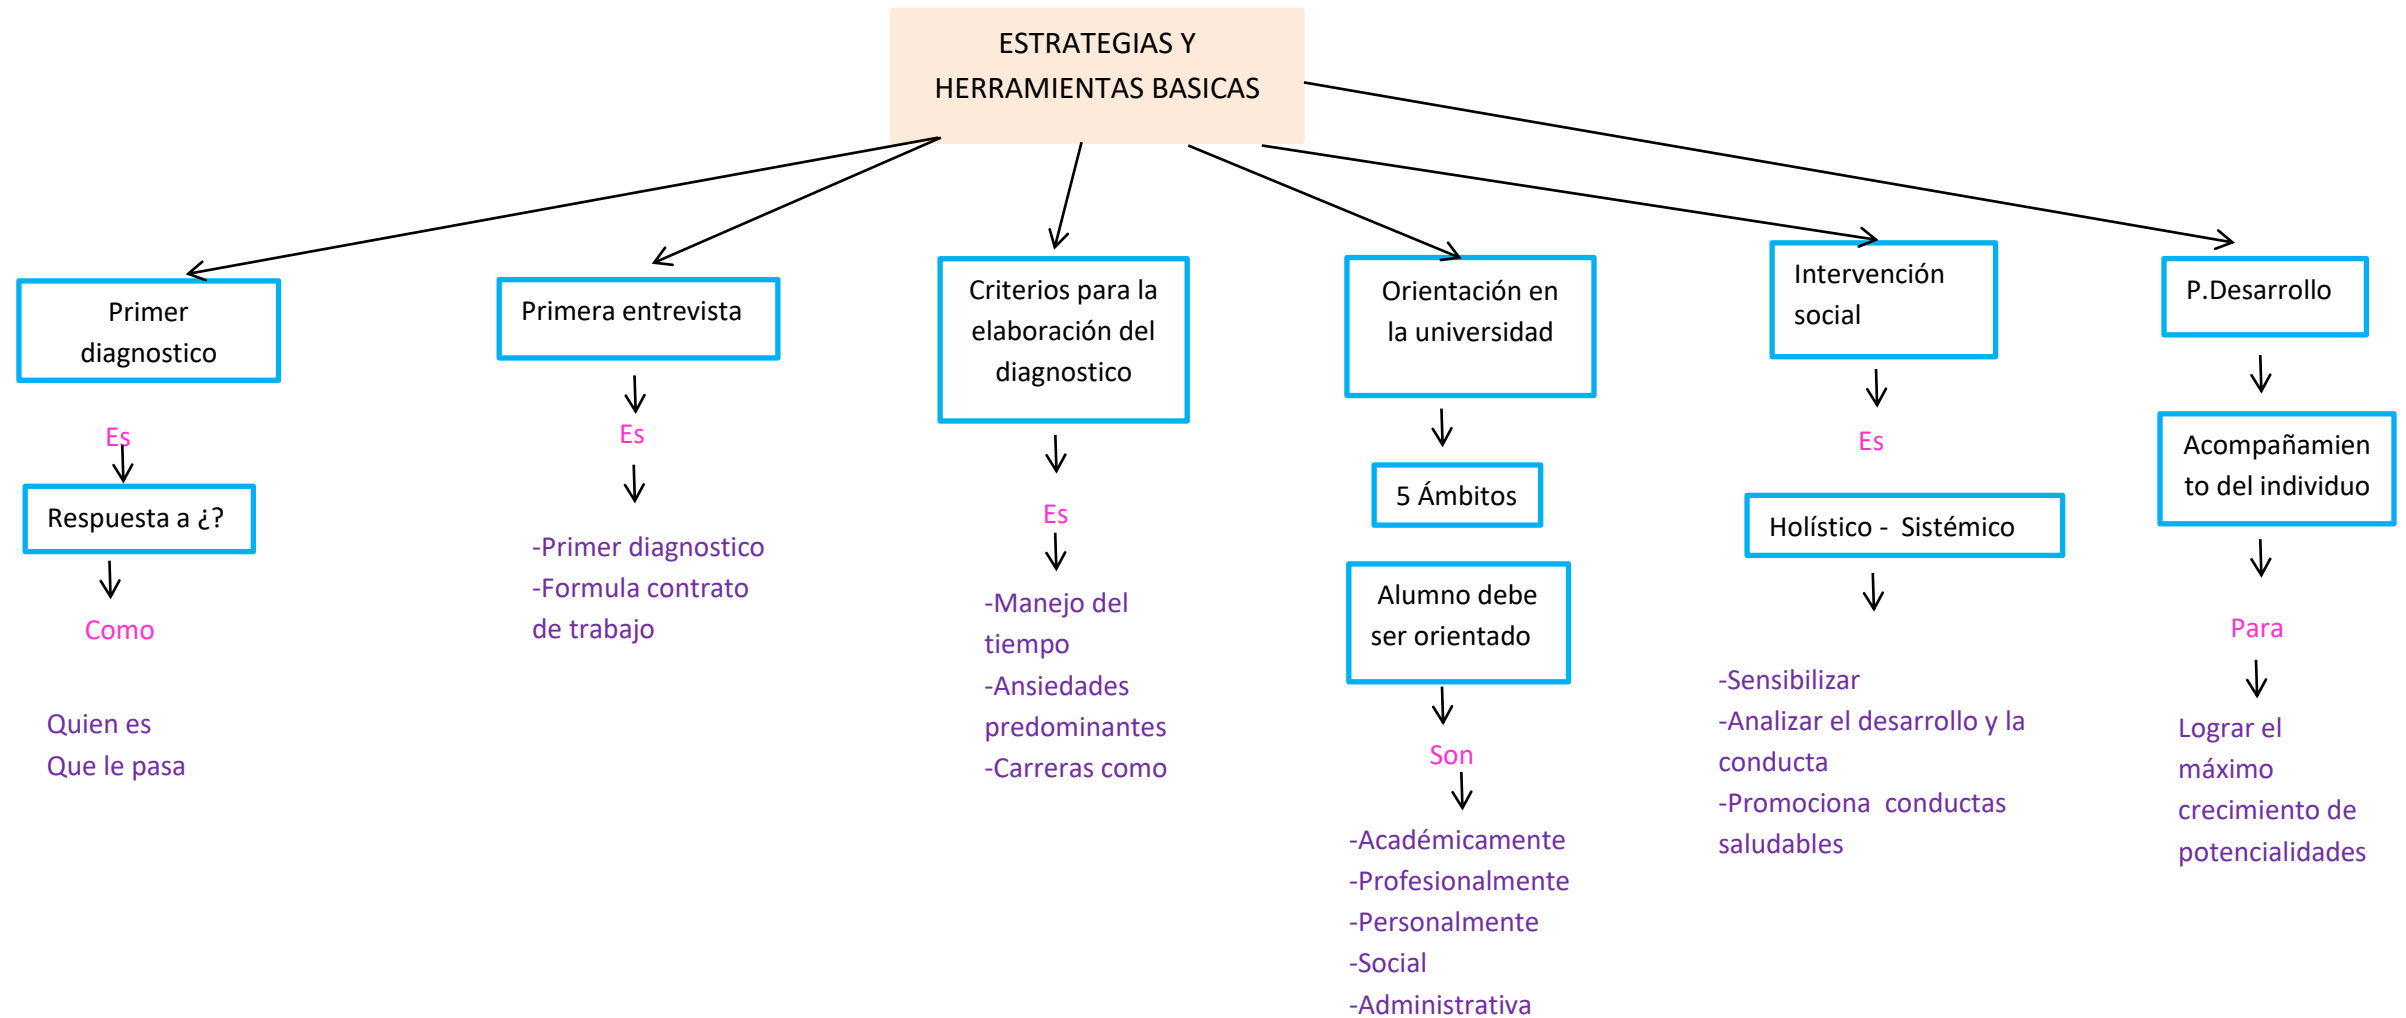 ESTRATEGIAS Y
HERRAMIENTAS BASICAS
Primer
diagnostico
Es
Respuesta a ¿?
Como
Quien es
Que le pasa
Primera entrevista
Es
-Primer diagnostico
-Formula contrato
de trabajo
Criterios para la
elaboración del
diagnostico
Es
-Manejo del
tiempo
-Ansiedades
predominantes
-Carreras como
Orientación en
la universidad
5 Ámbitos
Alumno debe
ser orientado
Son
-Académicamente
-Profesionalmente
-Personalmente
-Social
-Administrativa
Intervención
social
Es
Holístico - Sistémico
-Sensibilizar
-Analizar el desarrollo y la
conducta
-Promociona conductas
saludables
P.Desarrollo
Acompañamien
to del individuo
Para
Lograr el
máximo
crecimiento de
potencialidades